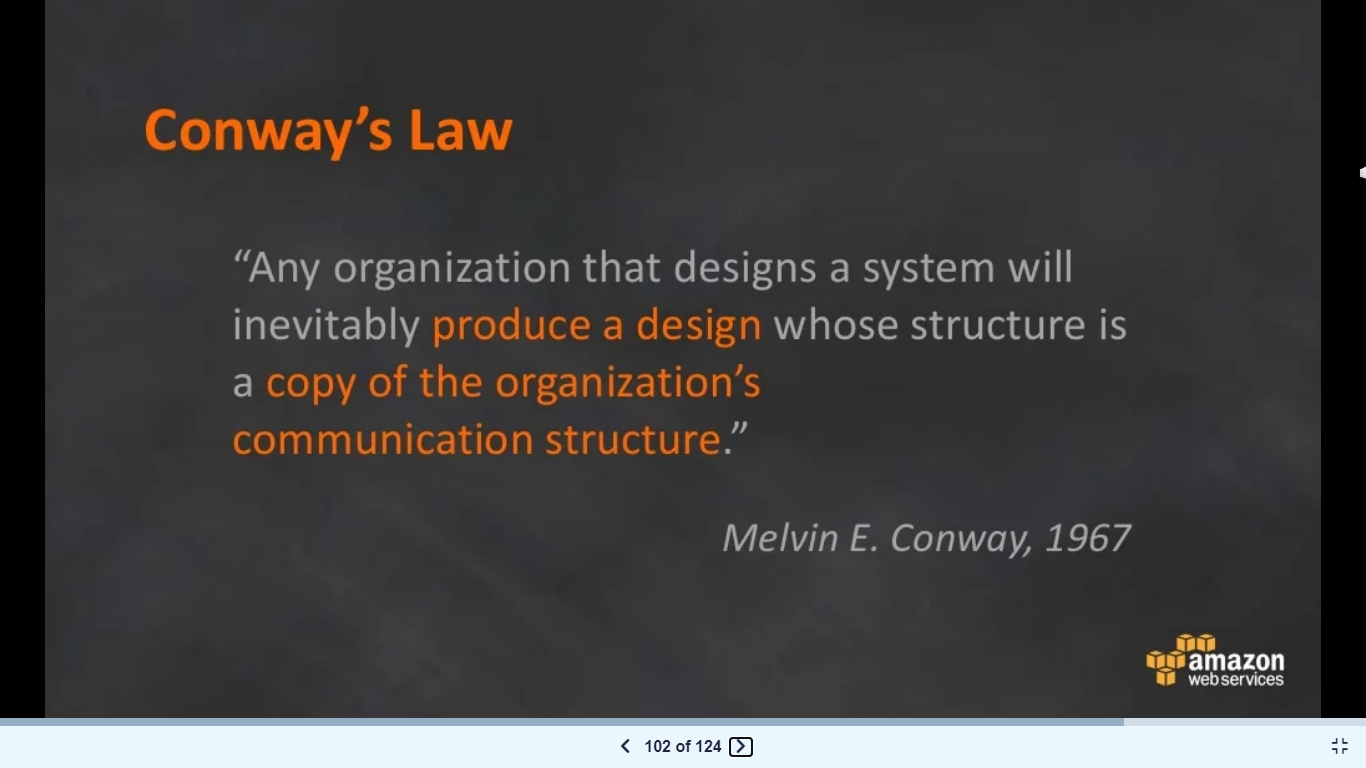 Conway’s Law
“Any organization that designs a system will
inevitably produce a design whose structure is
a copy of the organization’s
communication structure.”
Melvin E. Conway, 1967
amazon
webservices
102 of 124